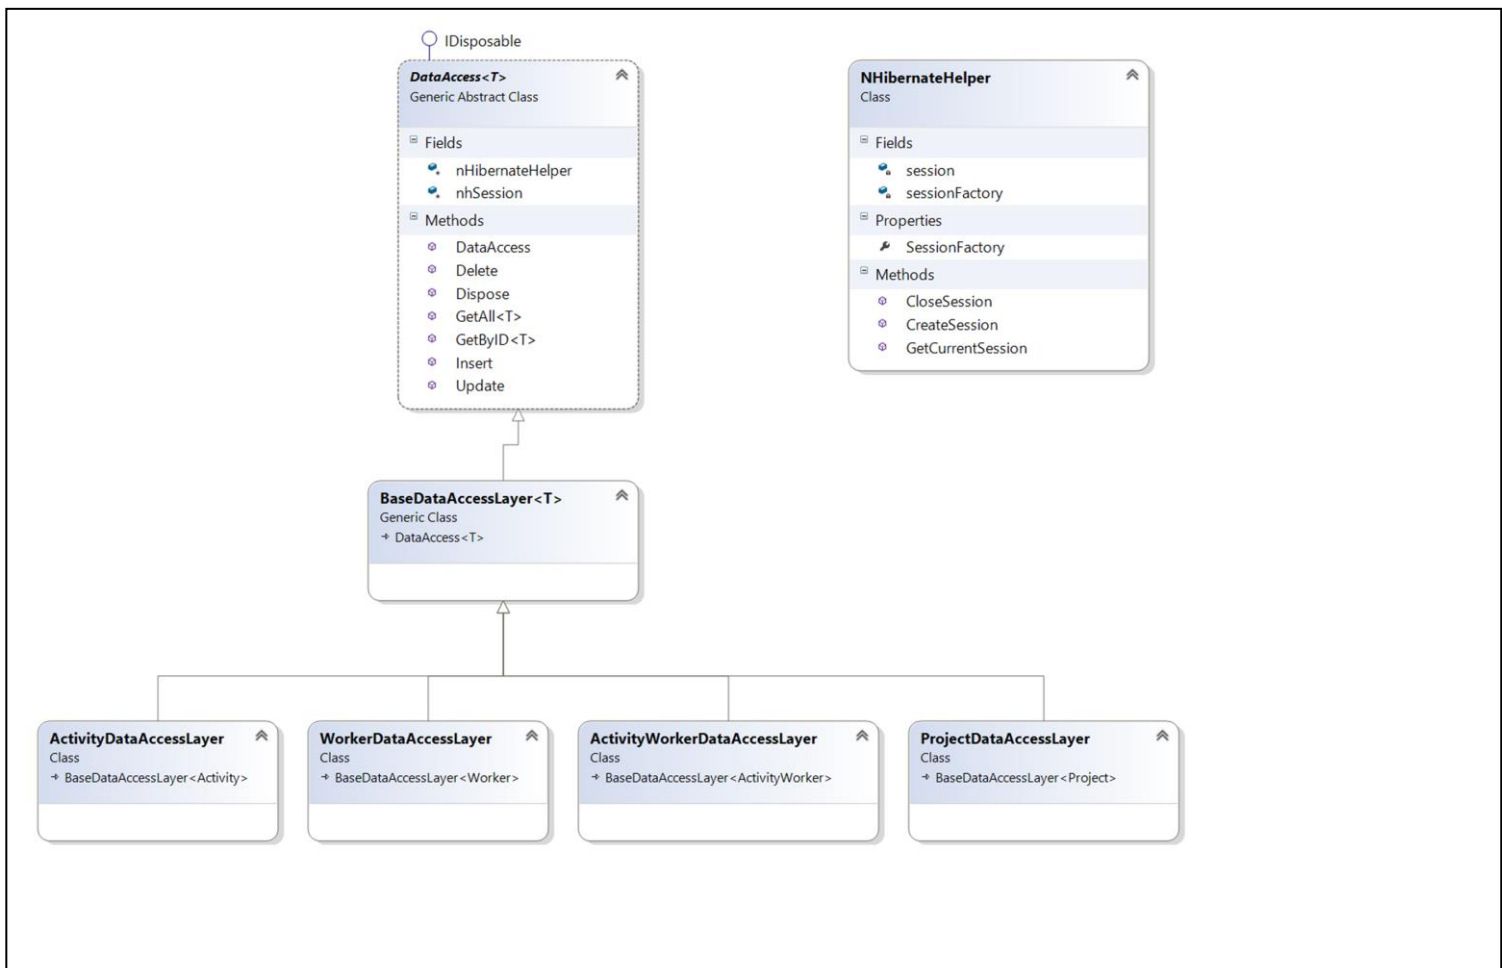 IDisposable
DataAccess<T>
Generic Abstract Class
Fields
nHibernateHelper
nhSession
Methods
DataAccess
Delete
Dispose
GetAll<T>
GetByID<T>
Insert
Update
NHibernateHelper
Class
Fields
session
sessionFactory
Properties
SessionFactory
Methods
CloseSession
CreateSession
GetCurrentSession
BaseDataAccessLayer<T>
Generic Class
DataAccess<T>
ActivityDataAccessLayer
Class
BaseDataAccessLayer<Activity>
WorkerDataAccessLayer
Class
BaseDataAccessLayer<Worker>
ActivityWorkerDataAccessLayer
Class
BaseDataAccessLayer<ActivityWorker>
ProjectDataAccessLayer
Class
BaseDataAccessLayer<Project>